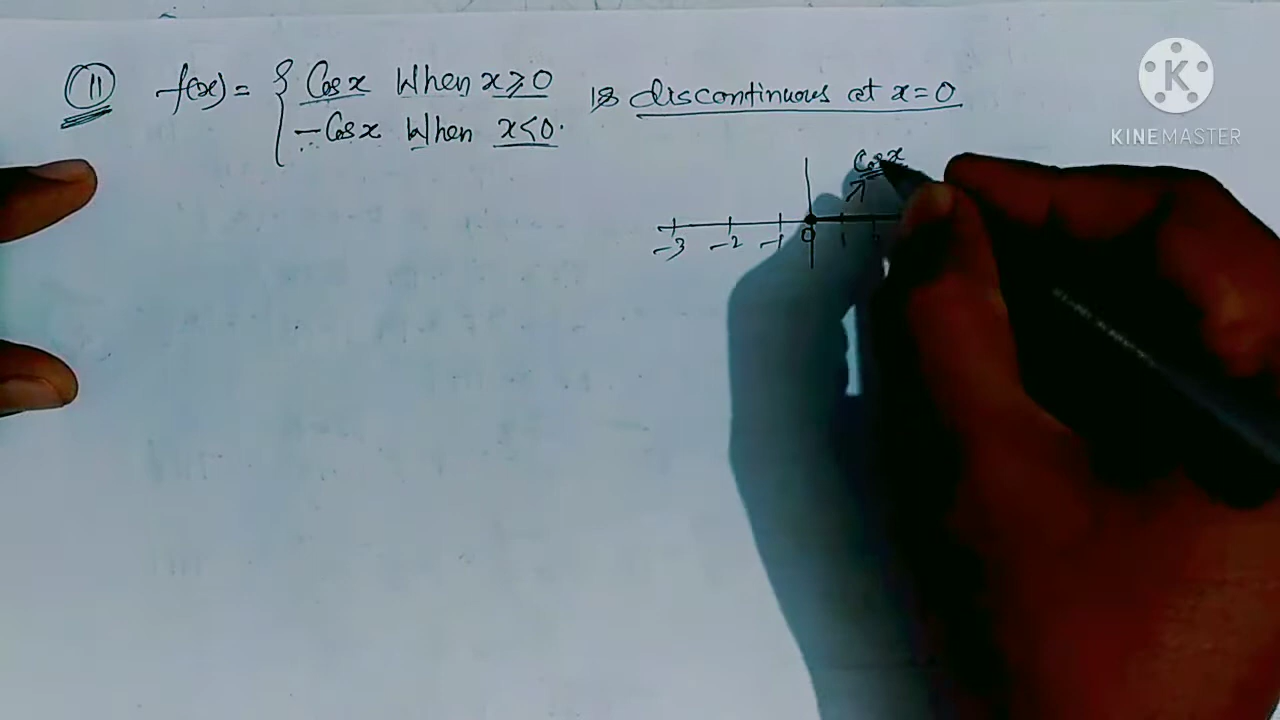 11 f(x) = { Cos x When x ≥ 0 is discontinuous at x=0
-Cos x When x<0.
KINEMASTER
Cos x
-3 -2 -1 0 1